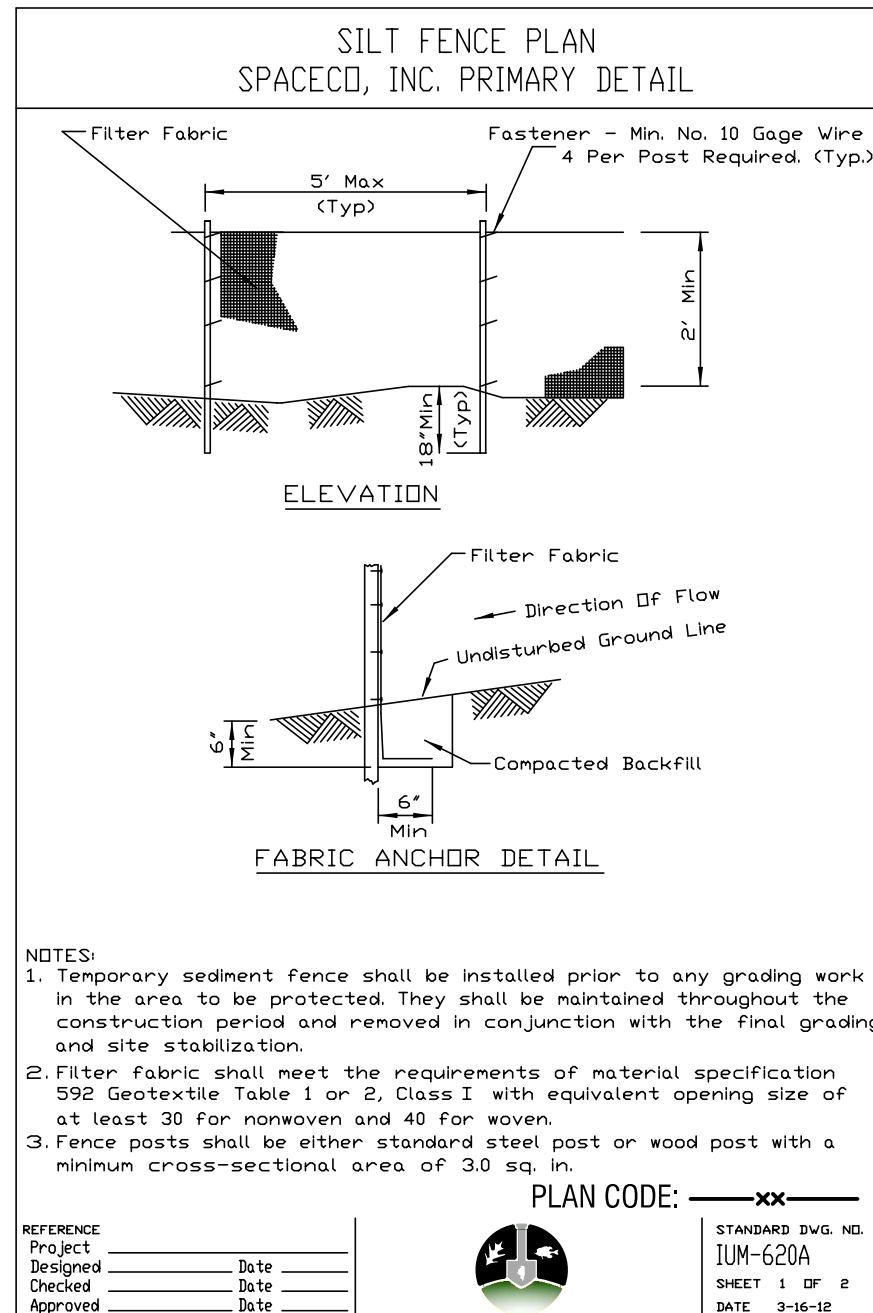 SILT FENCE PLAN
SPACECO, INC. PRIMARY DETAIL
Filter Fabric
Fastener - Min. No. 10 Gage Wire
4 Per Post Required. (Typ.)
5' Max
(Typ)
2' Min
18"Min
(Typ)
ELEVATION
Filter Fabric
Direction Of Flow
Undisturbed Ground Line
6"
Min
Compacted Backfill
6"
Min
FABRIC ANCHOR DETAIL
NOTES:
1. Temporary sediment fence shall be installed prior to any grading work
in the area to be protected. They shall be maintained throughout the
construction period and removed in conjunction with the final grading
and site stabilization.
2. Filter fabric shall meet the requirements of material specification
592 Geotextile Table 1 or 2, Class I with equivalent opening size of
at least 30 for nonwoven and 40 for woven.
3. Fence posts shall be either standard steel post or wood post with a
minimum cross-sectional area of 3.0 sq. in.
PLAN CODE: xx
REFERENCE
Project
Designed Date
Checked Date
Approved Date
STANDARD DWG. NO.
IUM-620A
SHEET 1 OF 2
DATE 3-16-12